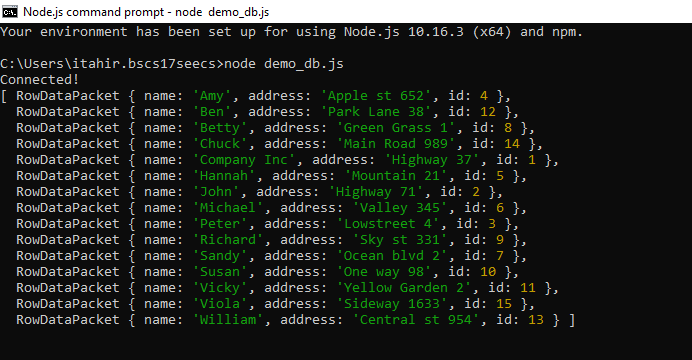 Node.js command prompt - node demo_db.js
Your environment has been set up for using Node.js 10.16.3 (x64) and npm.
C:\Users\itahir.bscs17seecs>node demo_db.js
Connected!
[ RowDataPacket { name: 'Amy', address: 'Apple st 652', id: 4 },
  RowDataPacket { name: 'Ben', address: 'Park Lane 38', id: 12 },
  RowDataPacket { name: 'Betty', address: 'Green Grass 1', id: 8 },
  RowDataPacket { name: 'Chuck', address: 'Main Road 989', id: 14 },
  RowDataPacket { name: 'Company Inc', address: 'Highway 37', id: 1 },
  RowDataPacket { name: 'Hannah', address: 'Mountain 21', id: 5 },
  RowDataPacket { name: 'John', address: 'Highway 71', id: 2 },
  RowDataPacket { name: 'Michael', address: 'Valley 345', id: 6 },
  RowDataPacket { name: 'Peter', address: 'Lowstreet 4', id: 3 },
  RowDataPacket { name: 'Richard', address: 'Sky st 331', id: 9 },
  RowDataPacket { name: 'Sandy', address: 'Ocean blvd 2', id: 7 },
  RowDataPacket { name: 'Susan', address: 'One way 98', id: 10 },
  RowDataPacket { name: 'Vicky', address: 'Yellow Garden 2', id: 11 },
  RowDataPacket { name: 'Viola', address: 'Sideway 1633', id: 15 },
  RowDataPacket { name: 'William', address: 'Central st 954', id: 13 } ]